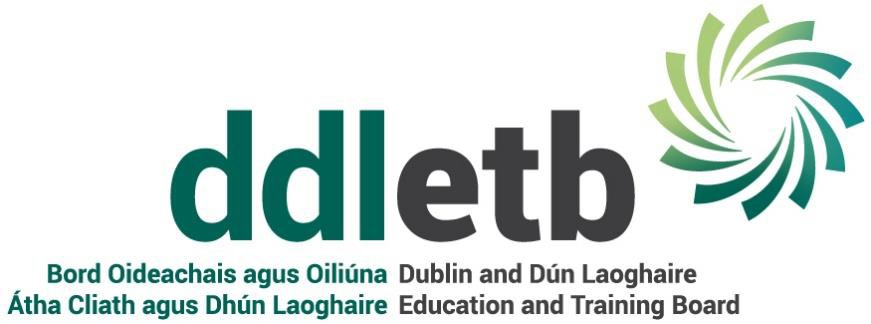 ddletb
Bord Oideachais agus Oiliúna Dublin and Dún Laoghaire
Átha Cliath agus Dhún Laoghaire Education and Training Board